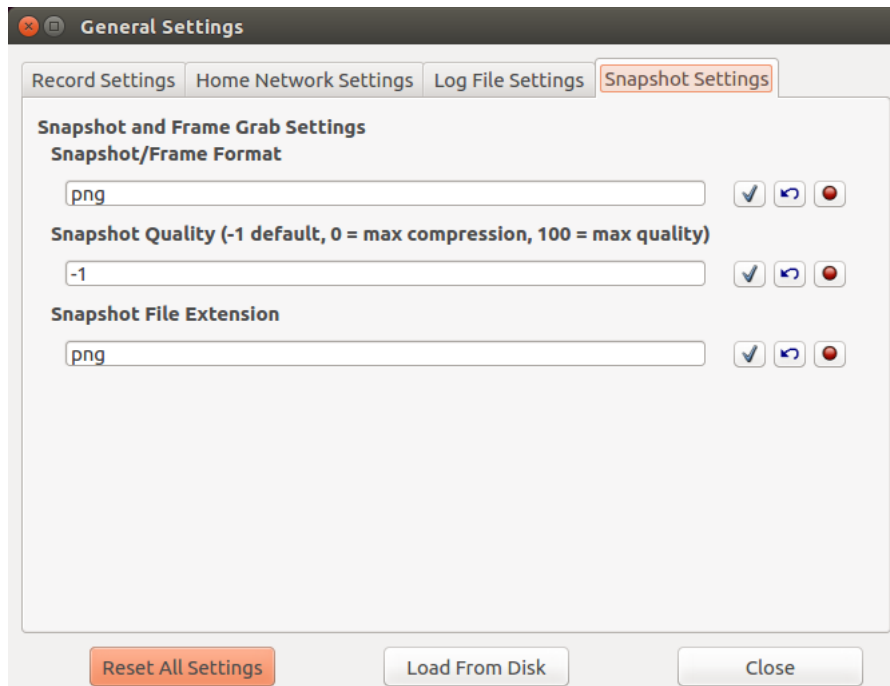 General Settings
Record Settings Home Network Settings Log File Settings Snapshot Settings
Snapshot and Frame Grab Settings
Snapshot/Frame Format
png
Snapshot Quality (-1 default, 0 = max compression, 100 = max quality)
-1
Snapshot File Extension
png
Reset All Settings Load From Disk Close